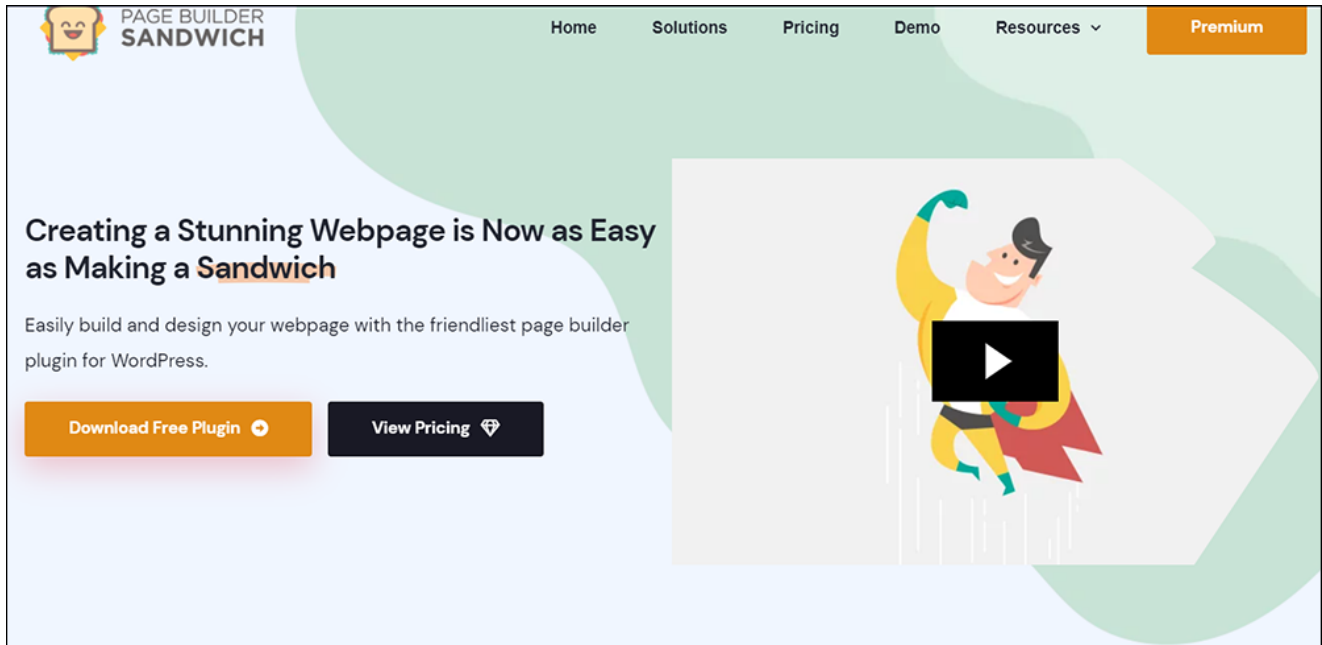 PAGE BUILDER
SANDWICH
Home Solutions Pricing Demo Resources Premium
Creating a Stunning Webpage is Now as Easy
as Making a Sandwich
Easily build and design your webpage with the friendliest page builder
plugin for WordPress.
Download Free Plugin View Pricing